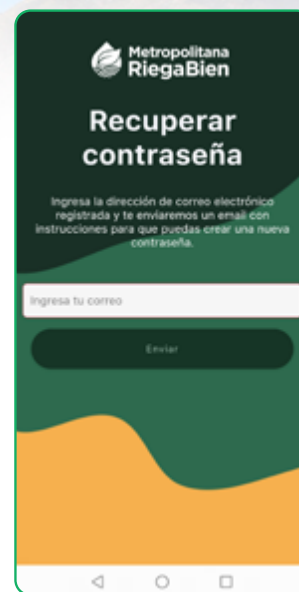 Metropolitana
RiegaBien
Recuperar
contraseña
Ingresa la dirección de correo electrónico
registrada y te enviaremos un email con
instrucciones para que puedas crear una nueva
contraseña.
Ingresa tu correo
Enviar